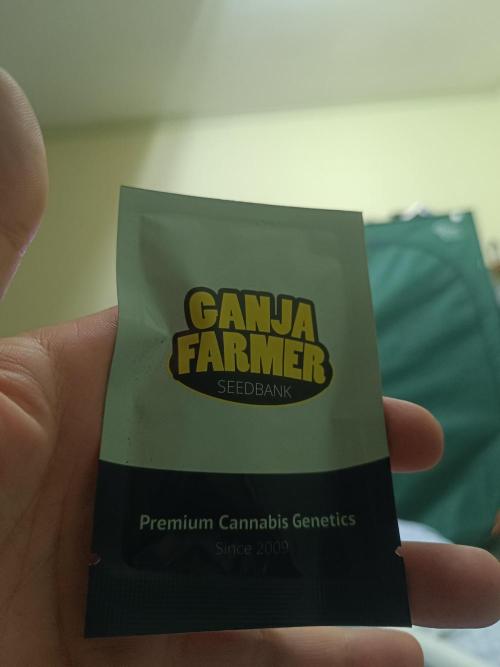 GANJA
FARMER
SEEDBANK
Premium Cannabis Genetics
Since 2009